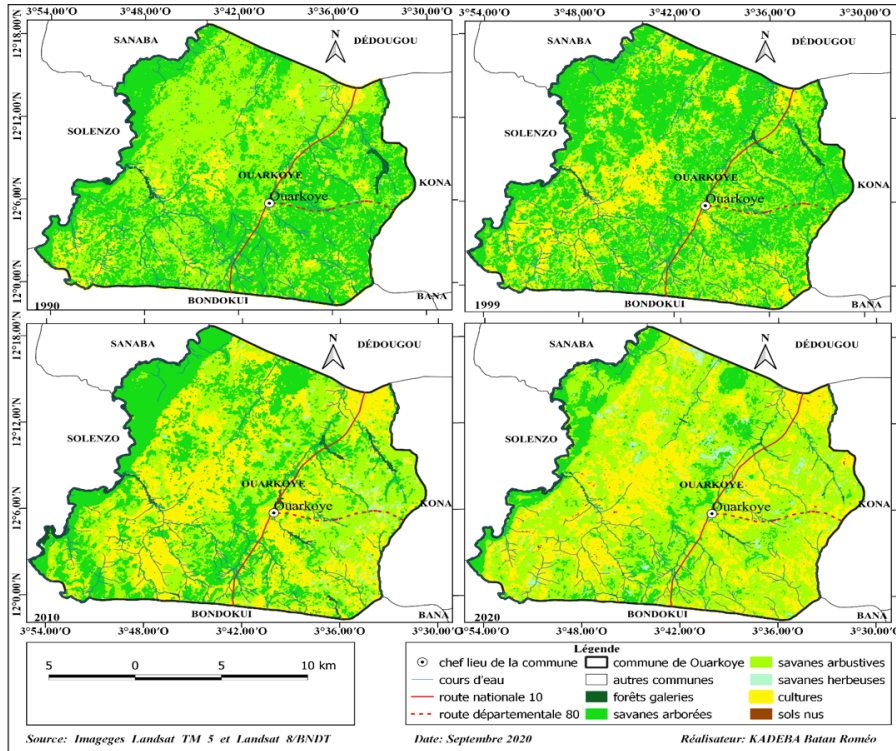 3°54,00'O 3°48,00'O 3°42,00'O 3°36,00'O 3°30,00'O
3°54,00'O 3°48,00'O 3°42,00'O 3°36,00'O 3°30,00'O
12°18,00'N
12°12,00'N
12°6,00'N
12°0,00'N
SANABA
N
DÉDOUGOU
SOLENZO
OUARKOYE
Ouarkoye
KONA
1990
BONDOKUI
BANA
SANABA
N
DÉDOUGOU
SOLENZO
OUARKOYE
Ouarkoye
KONA
1999
BONDOKUI
BANA
12°18,00'N
12°12,00'N
12°6,00'N
12°0,00'N
SANABA
N
DÉDOUGOU
SOLENZO
OUARKOYE
Ouarkoye
KONA
2010
BONDOKUI
BANA
SANABA
N
DÉDOUGOU
SOLENZO
OUARKOYE
Ouarkoye
KONA
2020
BONDOKUI
BANA
3°54,00'O 3°48,00'O 3°42,00'O 3°36,00'O 3°30,00'O
3°54,00'O 3°48,00'O 3°42,00'O 3°36,00'O 3°30,00'O
5 0 5 10 km
Légende
chef lieu de la commune
cours d'eau
route nationale 10
route départementale 80
commune de Ouarkoye
autres communes
forêts galeries
savanes arborées
savanes arbustives
savanes herbeuses
cultures
sols nus
Source: Imageges Landsat TM 5 et Landsat 8/BNDT
Date: Septembre 2020
Réalisateur: KADEBA Batan Roméo